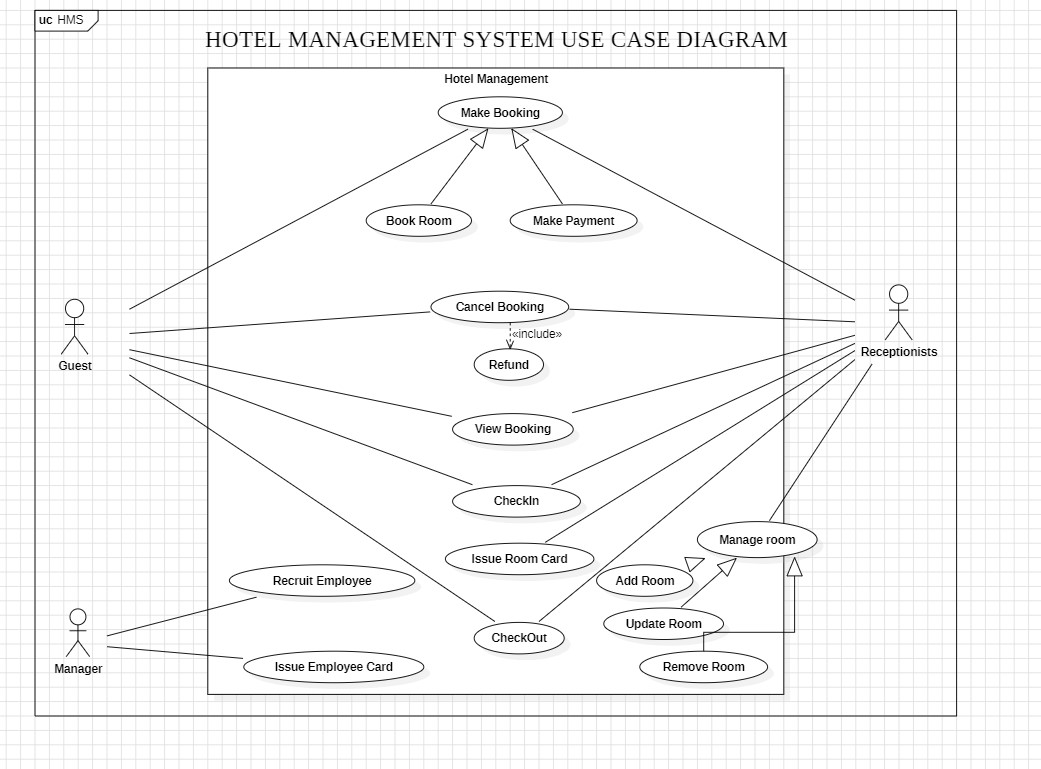 uc HMS
HOTEL MANAGEMENT SYSTEM USE CASE DIAGRAM
Hotel Management
Make Booking
Book Room
Make Payment
Cancel Booking
«include»
Guest
Receptionists
Refund
View Booking
CheckIn
Manage room
Issue Room Card
Recruit Employee
Add Room
Update Room
CheckOut
Manager
Issue Employee Card
Remove Room